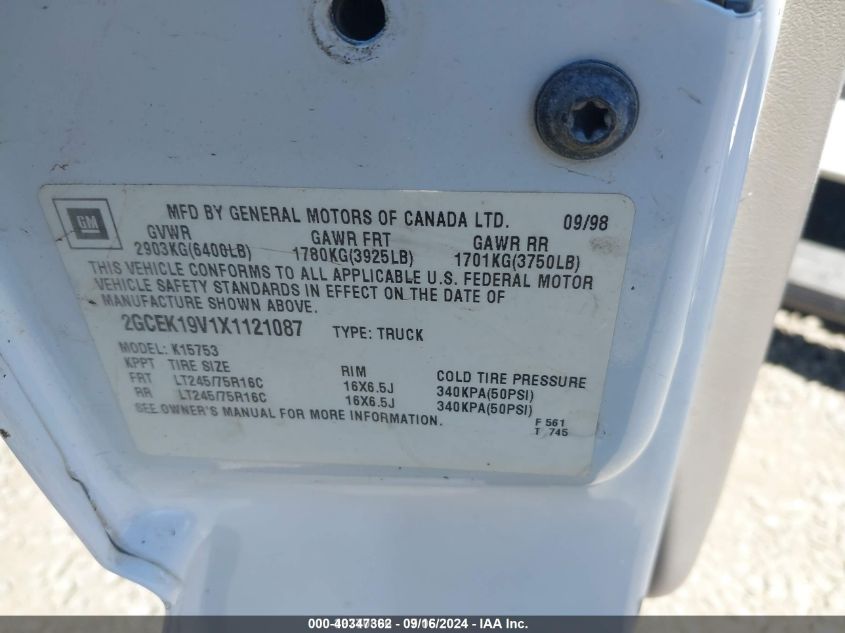 GM
MFD BY GENERAL MOTORS OF CANADA LTD. 09/98
GVWR GAWR FRT GAWR RR
2903KG(6400LB) 1780KG(3925LB) 1701KG(3750LB)
THIS VEHICLE CONFORMS TO ALL APPLICABLE U.S. FEDERAL MOTOR
VEHICLE SAFETY STANDARDS IN EFFECT ON THE DATE OF
MANUFACTURE SHOWN ABOVE.
2GCEK19V1X1121087 TYPE: TRUCK
MODEL: K15753
KPPT TIRE SIZE RIM COLD TIRE PRESSURE
FRT LT245/75R16C 16X6.5J 340KPA(50PSI)
RR LT245/75R16C 16X6.5J 340KPA(50PSI)
SEE OWNER'S MANUAL FOR MORE INFORMATION.
F 561
T 745
000-40347362 - 09/16/2024 - IAA Inc.